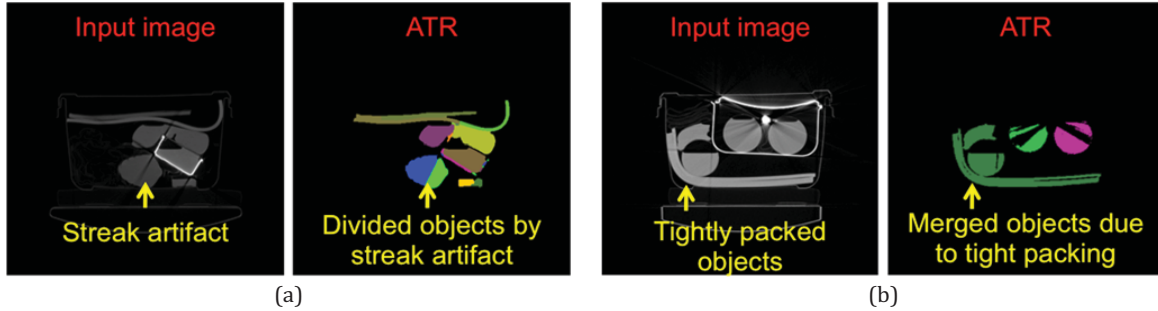 Input image
ATR
Streak artifact
Divided objects by
streak artifact
(a)
Input image
ATR
Tightly packed
objects
Merged objects due
to tight packing
(b)